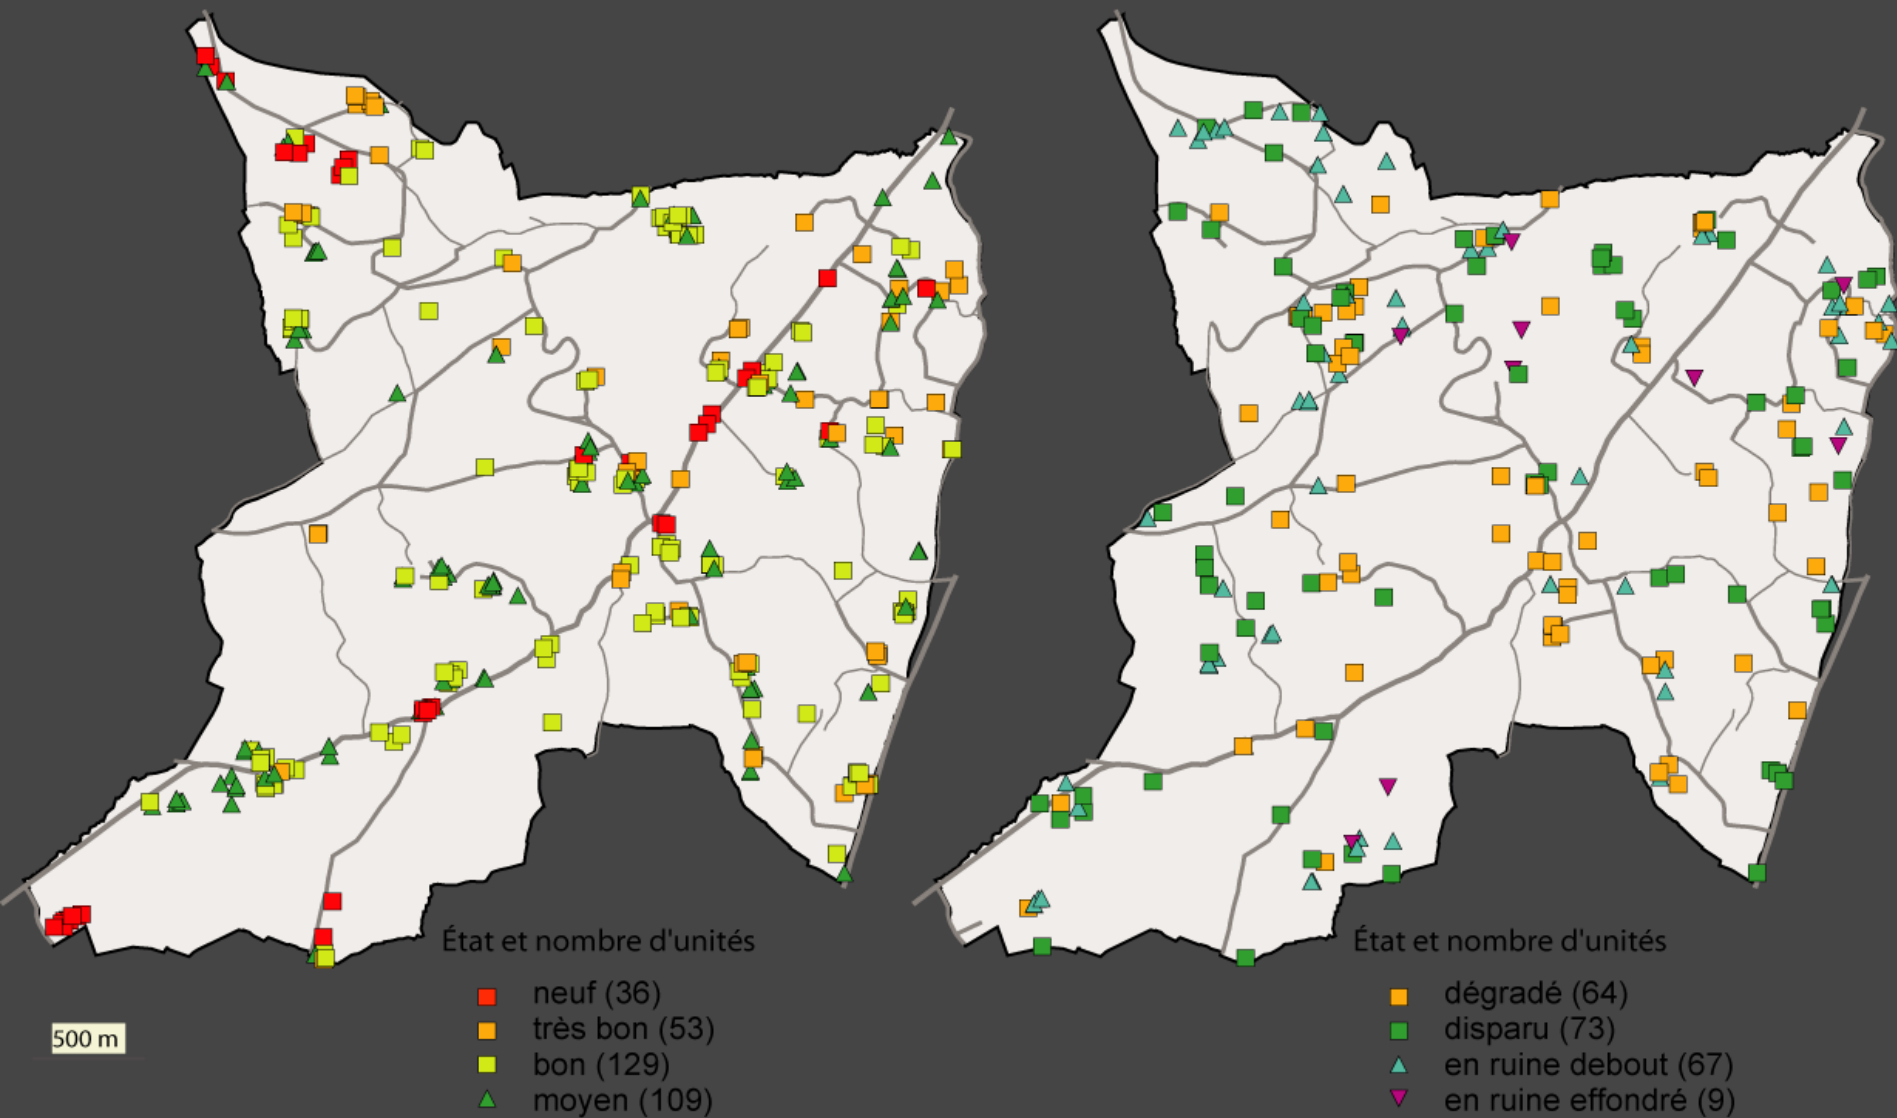 État et nombre d'unités
neuf (36)
très bon (53)
bon (129)
moyen (109)
500 m
État et nombre d'unités
dégradé (64)
disparu (73)
en ruine debout (67)
en ruine effondré (9)